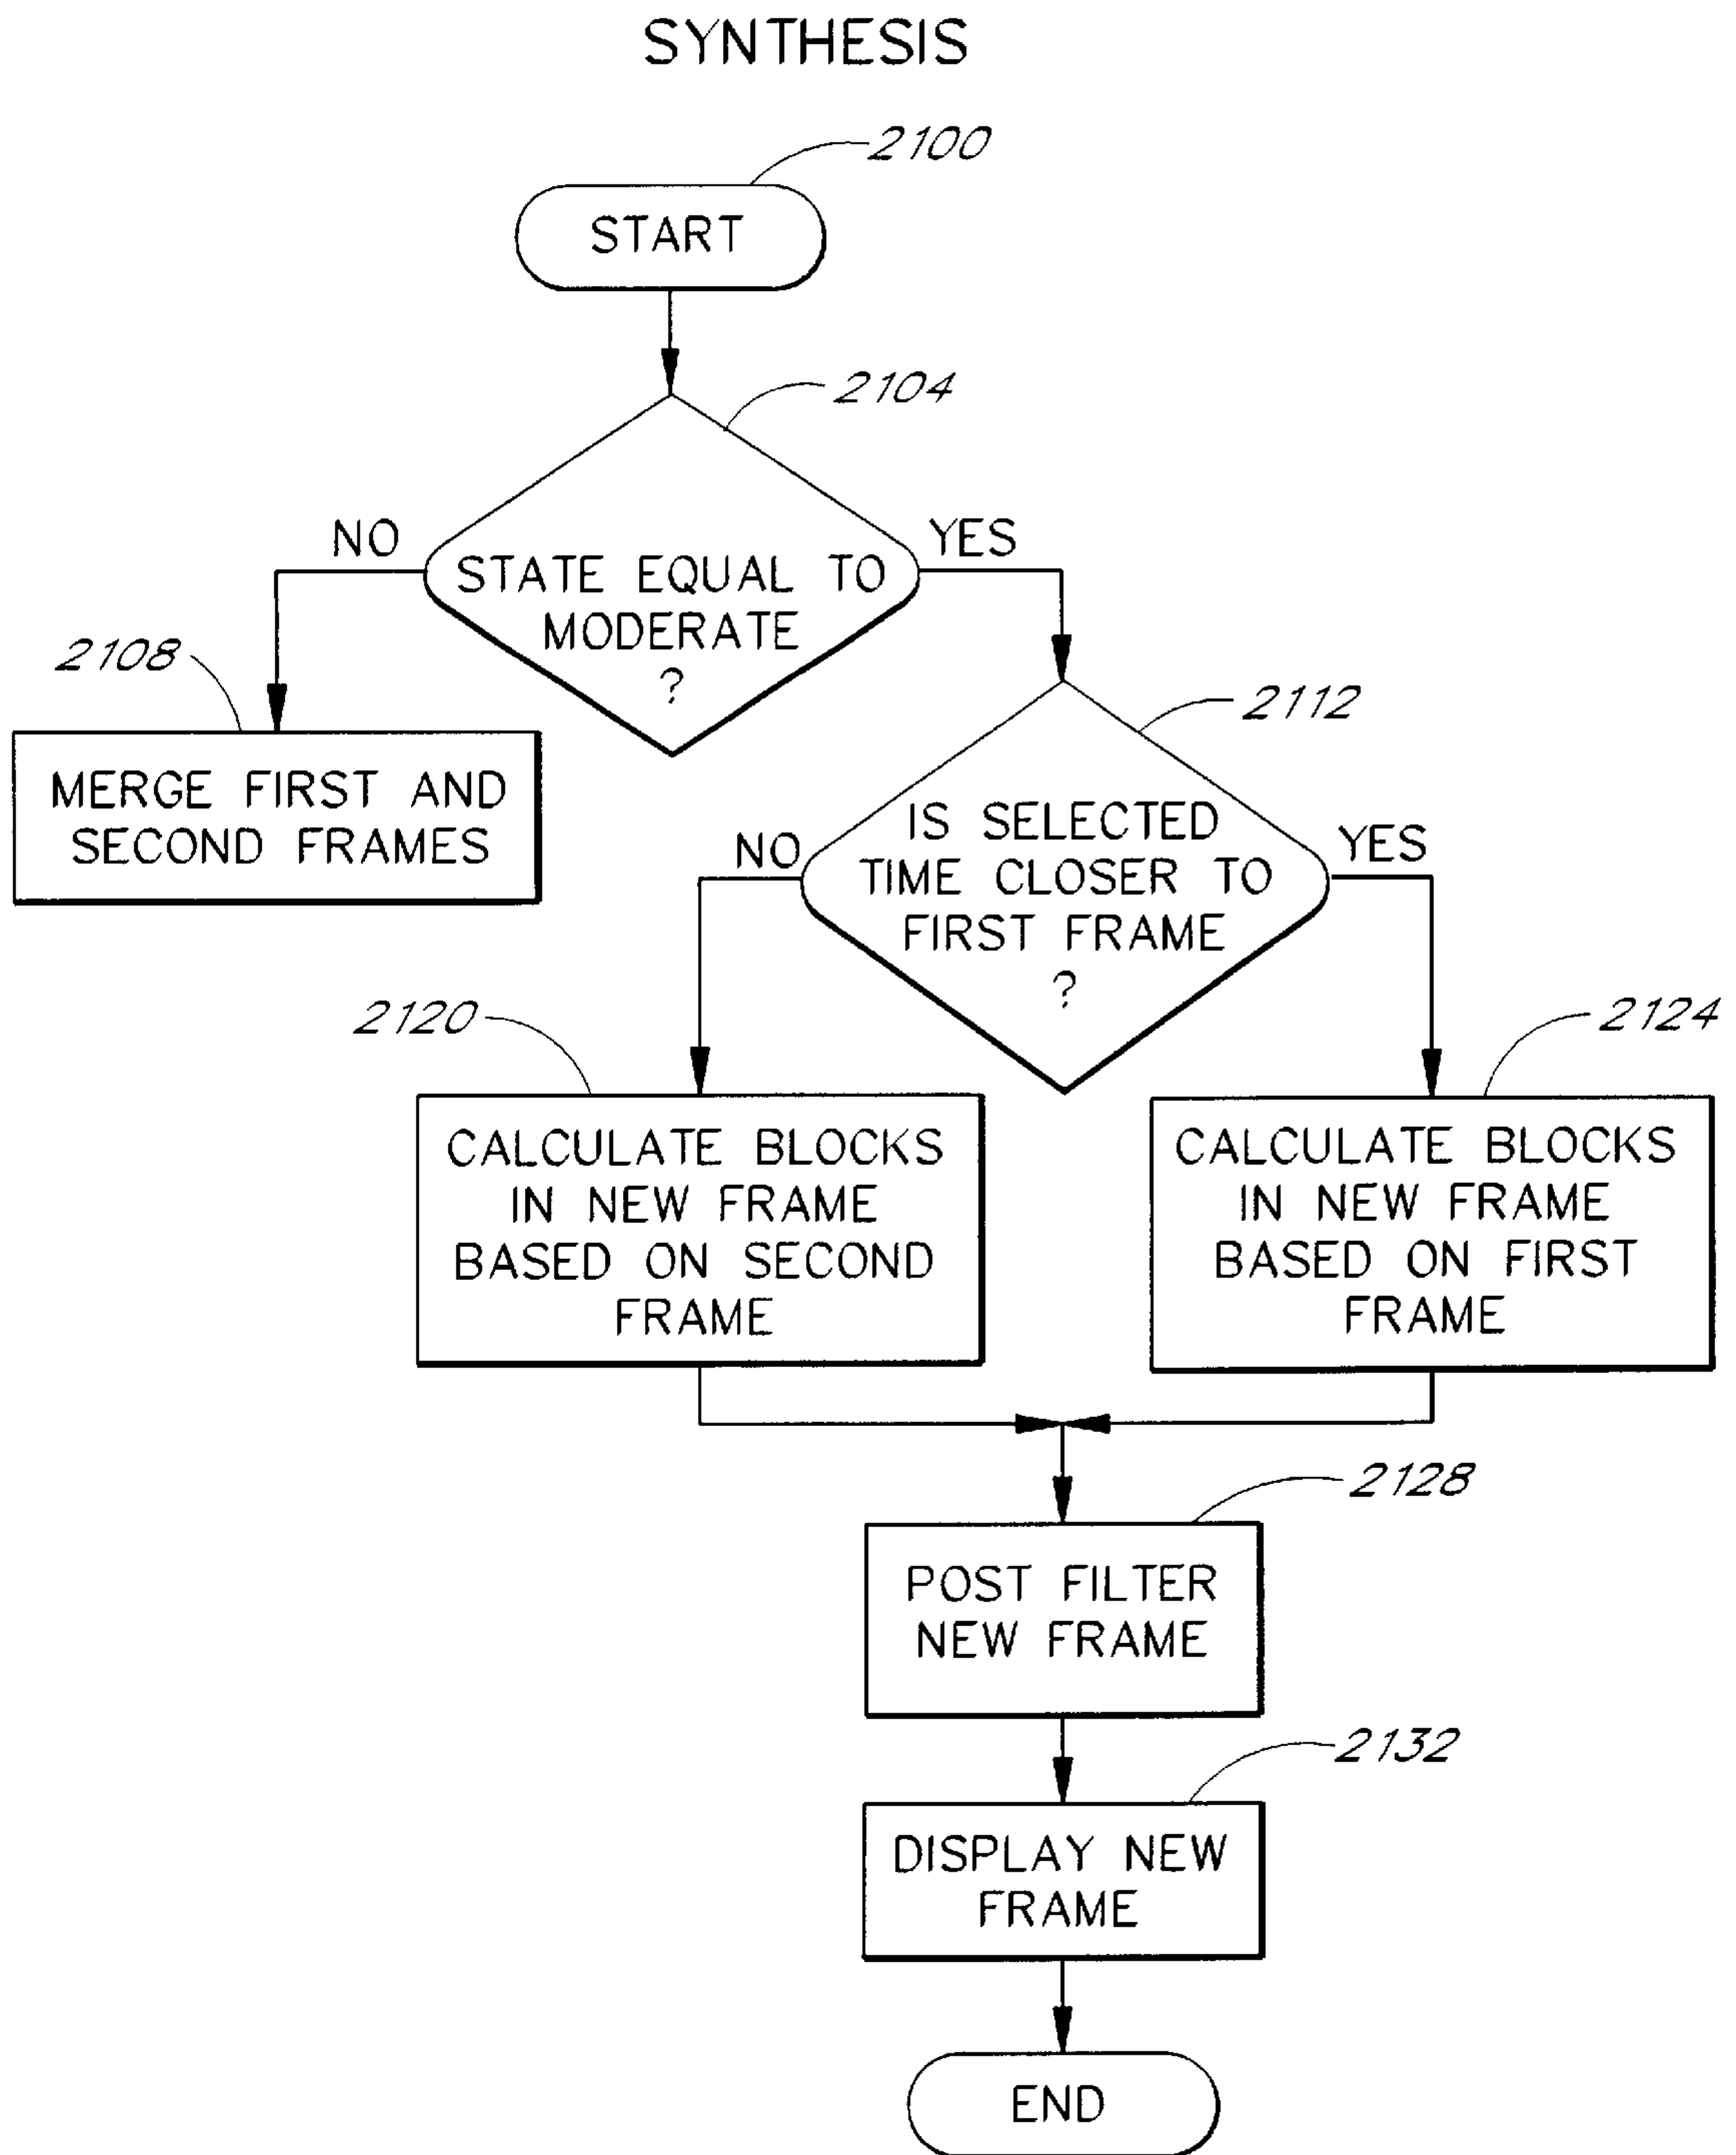 SYNTHESIS
2100
START
2104
NO
YES
STATE EQUAL TO
MODERATE
?
2108
MERGE FIRST AND
SECOND FRAMES
2112
NO
YES
IS SELECTED
TIME CLOSER TO
FIRST FRAME
?
2120
CALCULATE BLOCKS
IN NEW FRAME
BASED ON SECOND
FRAME
2124
CALCULATE BLOCKS
IN NEW FRAME
BASED ON FIRST
FRAME
2128
POST FILTER
NEW FRAME
2132
DISPLAY NEW
FRAME
END